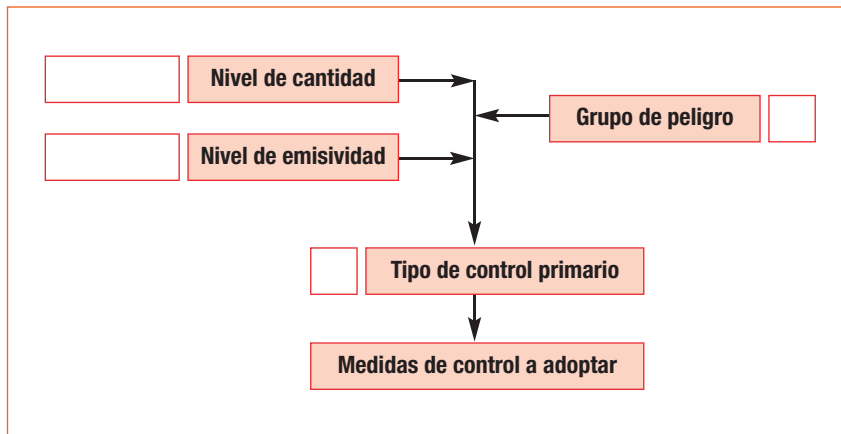 Nivel de cantidad
Grupo de peligro
Nivel de emisividad
Tipo de control primario
Medidas de control a adoptar